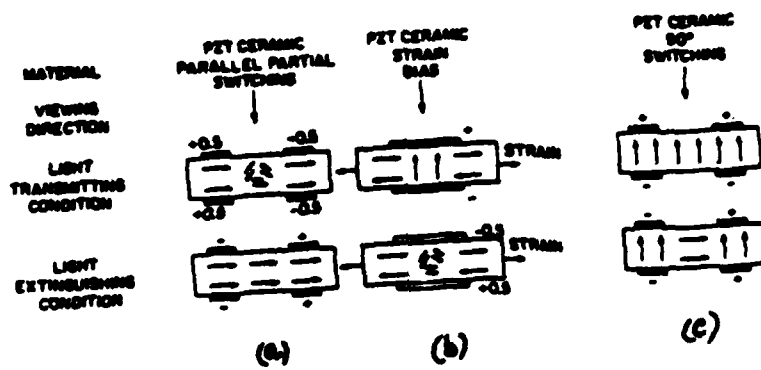 MATERIAL
PZT CERAMIC
PARALLEL PARTIAL
SWITCHING
PZT CERAMIC
STRAIN
BIAS
PZT CERAMIC
90°
SWITCHING
VIEWING
DIRECTION
LIGHT
TRANSMITTING
CONDITION
+0.5 -0.5
+0.5 -0.5
+
-
STRAIN
+ +
- -
LIGHT
EXTINGUISHING
CONDITION
-0.5
+0.5
STRAIN
(a)
(b)
(c)